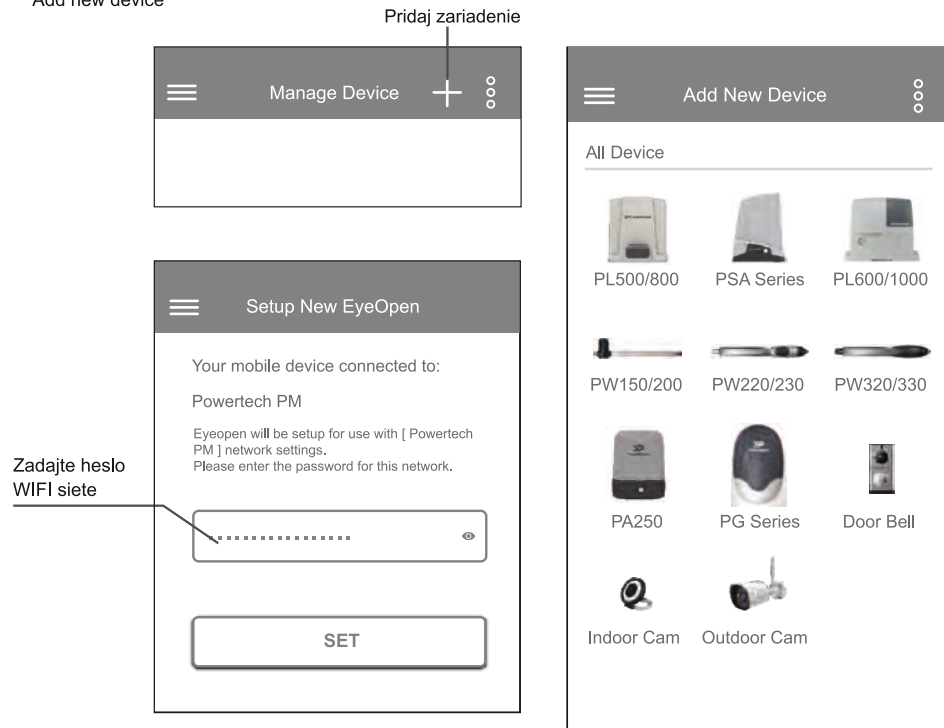 Add new device
Pridaj zariadenie
Manage Device
Setup New EyeOpen
Your mobile device connected to:
Powertech PM
Eyeopen will be setup for use with [ Powertech
PM ] network settings.
Please enter the password for this network.
Zadajte heslo
WIFI siete
SET
Add New Device
All Device
PL500/800 PSA Series PL600/1000
PW150/200 PW220/230 PW320/330
PA250 PG Series Door Bell
Indoor Cam Outdoor Cam